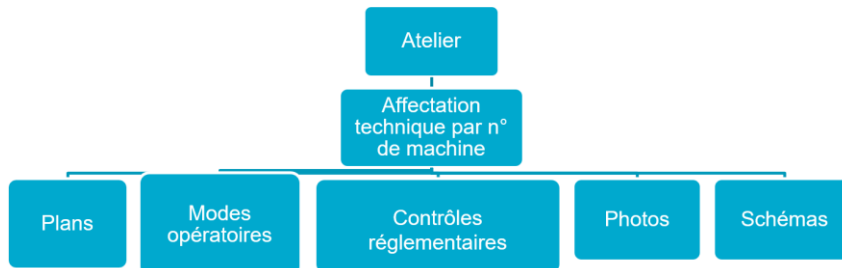 Atelier
Affectation
technique par n°
de machine
Plans
Modes
opératoires
Contrôles
réglementaires
Photos
Schémas